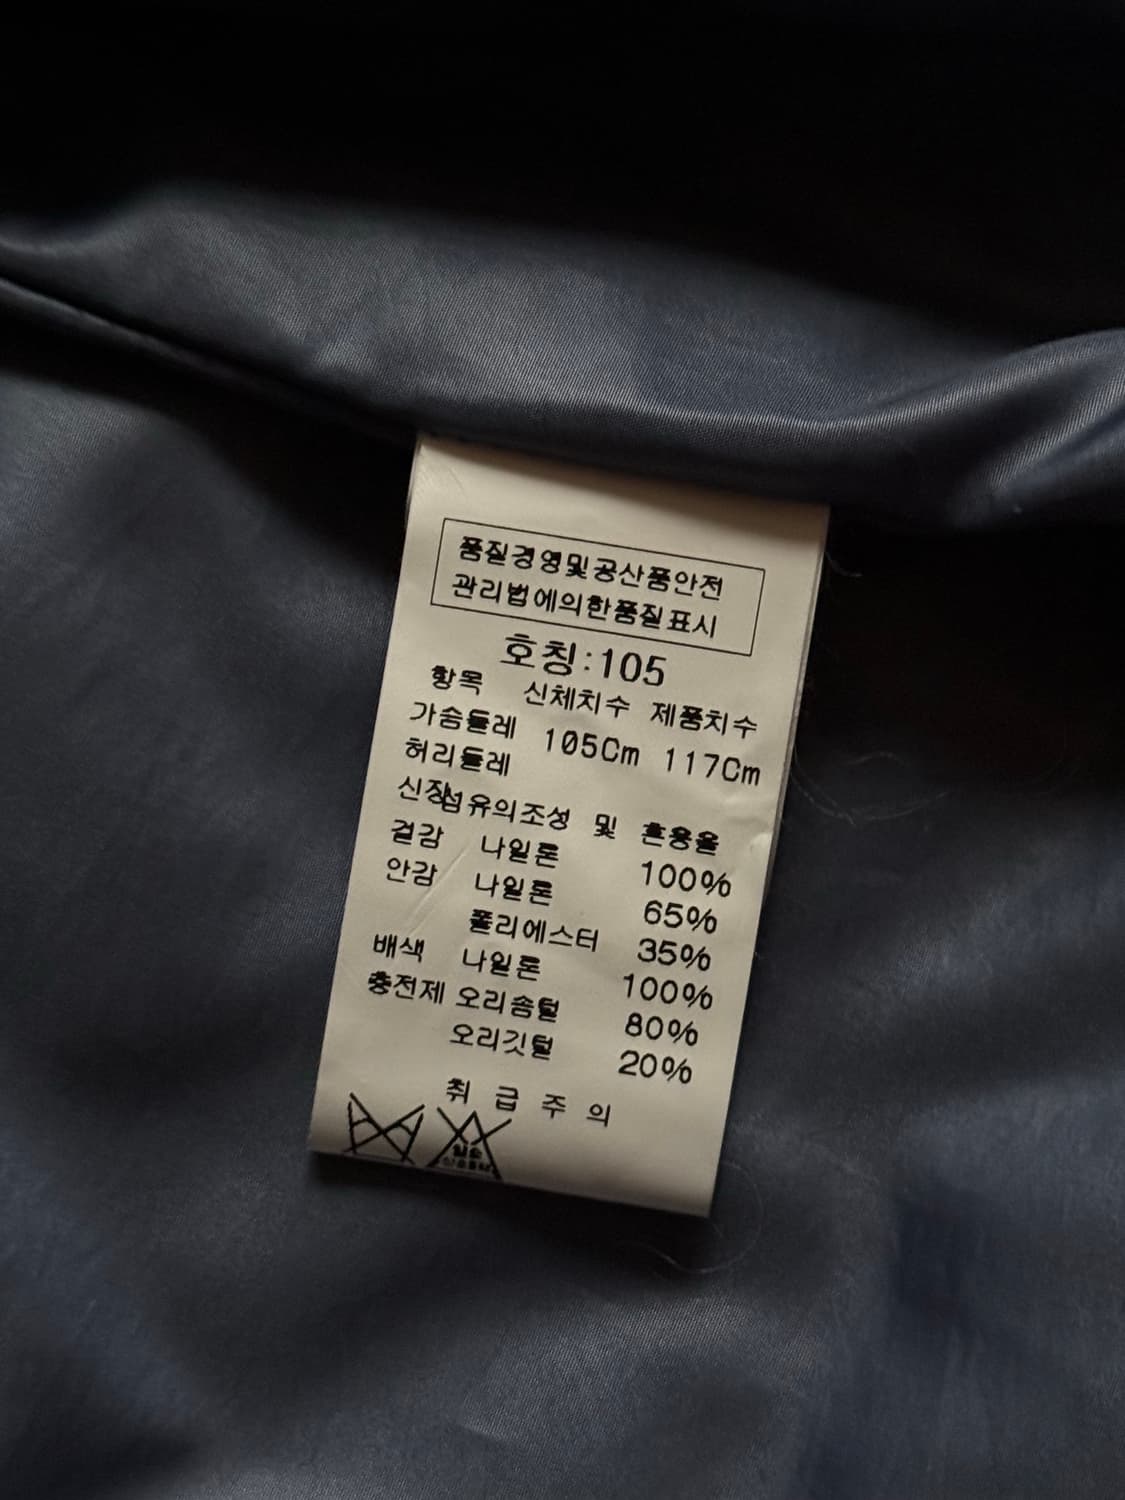 품질경영및공산품안전
관리법에의한품질표시
호칭:105
항목 신체치수 제품치수
가슴둘레 105Cm 117Cm
허리둘레
신장섬유의조성 및 혼용율
겉감 나일론 100%
안감 나일론 65%
폴리에스터 35%
배색 나일론 100%
충전제 오리솜털 80%
오리깃털 20%
취급주의
염소